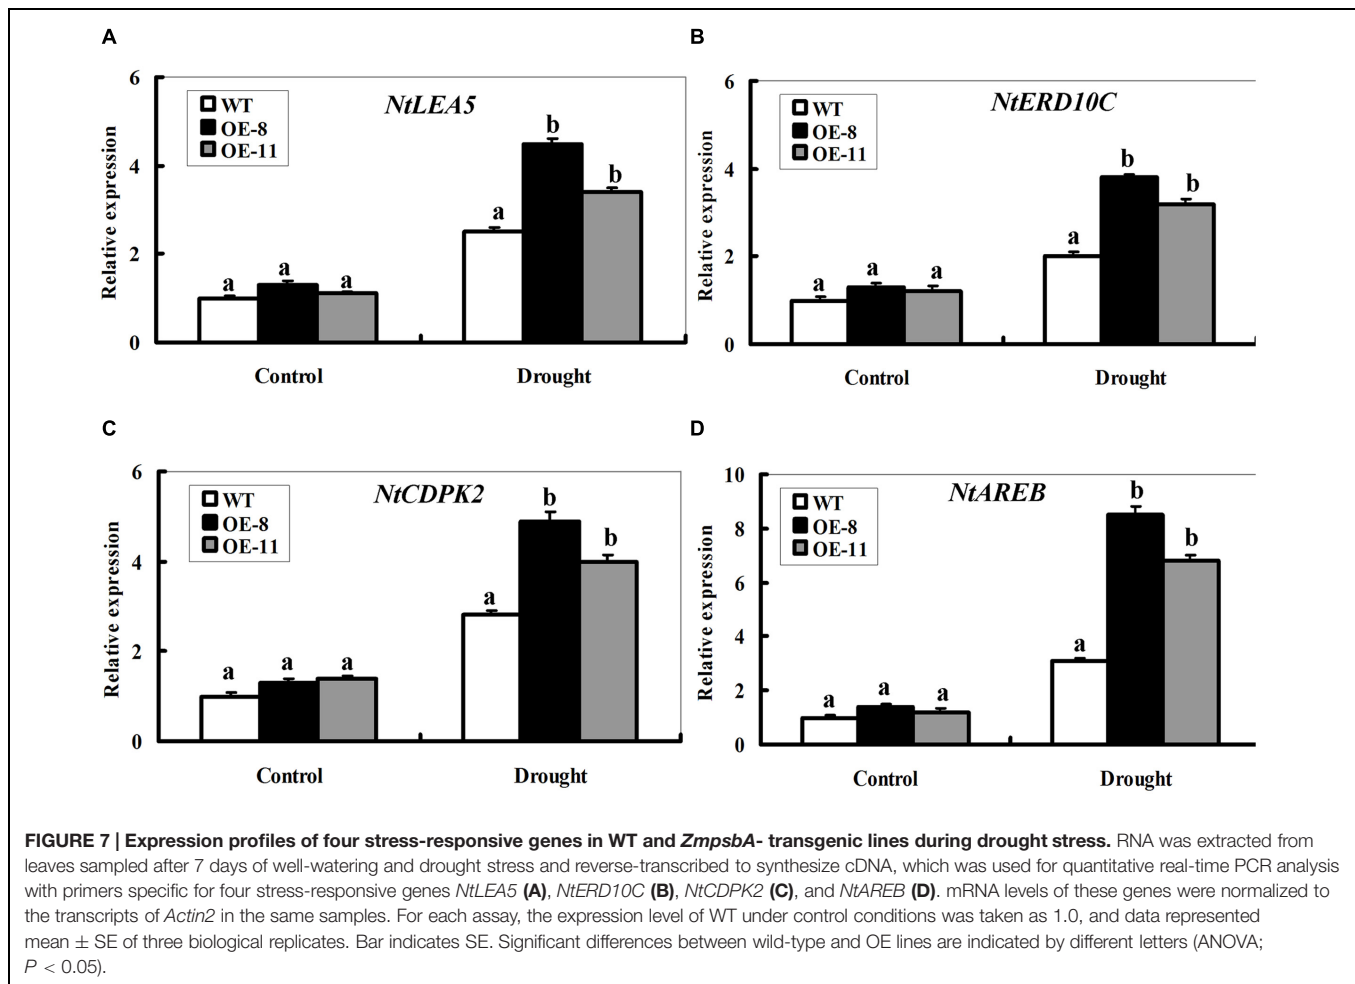 A
6
4
2
0
Relative expression
NtLEA5
WT
OE-8
OE-11
a
a
a
a
b
b
Control
Drought
B
6
4
2
0
Relative expression
NtERD10C
WT
OE-8
OE-11
a
a
a
a
b
b
Control
Drought
C
6
4
2
0
Relative expression
NtCDPK2
WT
OE-8
OE-11
a
a
a
a
b
b
Control
Drought
D
10
8
6
4
2
0
Relative expression
NtAREB
WT
OE-8
OE-11
a
a
a
a
b
b
Control
Drought
FIGURE 7 | Expression profiles of four stress-responsive genes in WT and ZmpsbA- transgenic lines during drought stress. RNA was extracted from
leaves sampled after 7 days of well-watering and drought stress and reverse-transcribed to synthesize cDNA, which was used for quantitative real-time PCR analysis
with primers specific for four stress-responsive genes NtLEA5 (A), NtERD10C (B), NtCDPK2 (C), and NtAREB (D). mRNA levels of these genes were normalized to
the transcripts of Actin2 in the same samples. For each assay, the expression level of WT under control conditions was taken as 1.0, and data represented
mean ± SE of three biological replicates. Bar indicates SE. Significant differences between wild-type and OE lines are indicated by different letters (ANOVA;
P < 0.05).